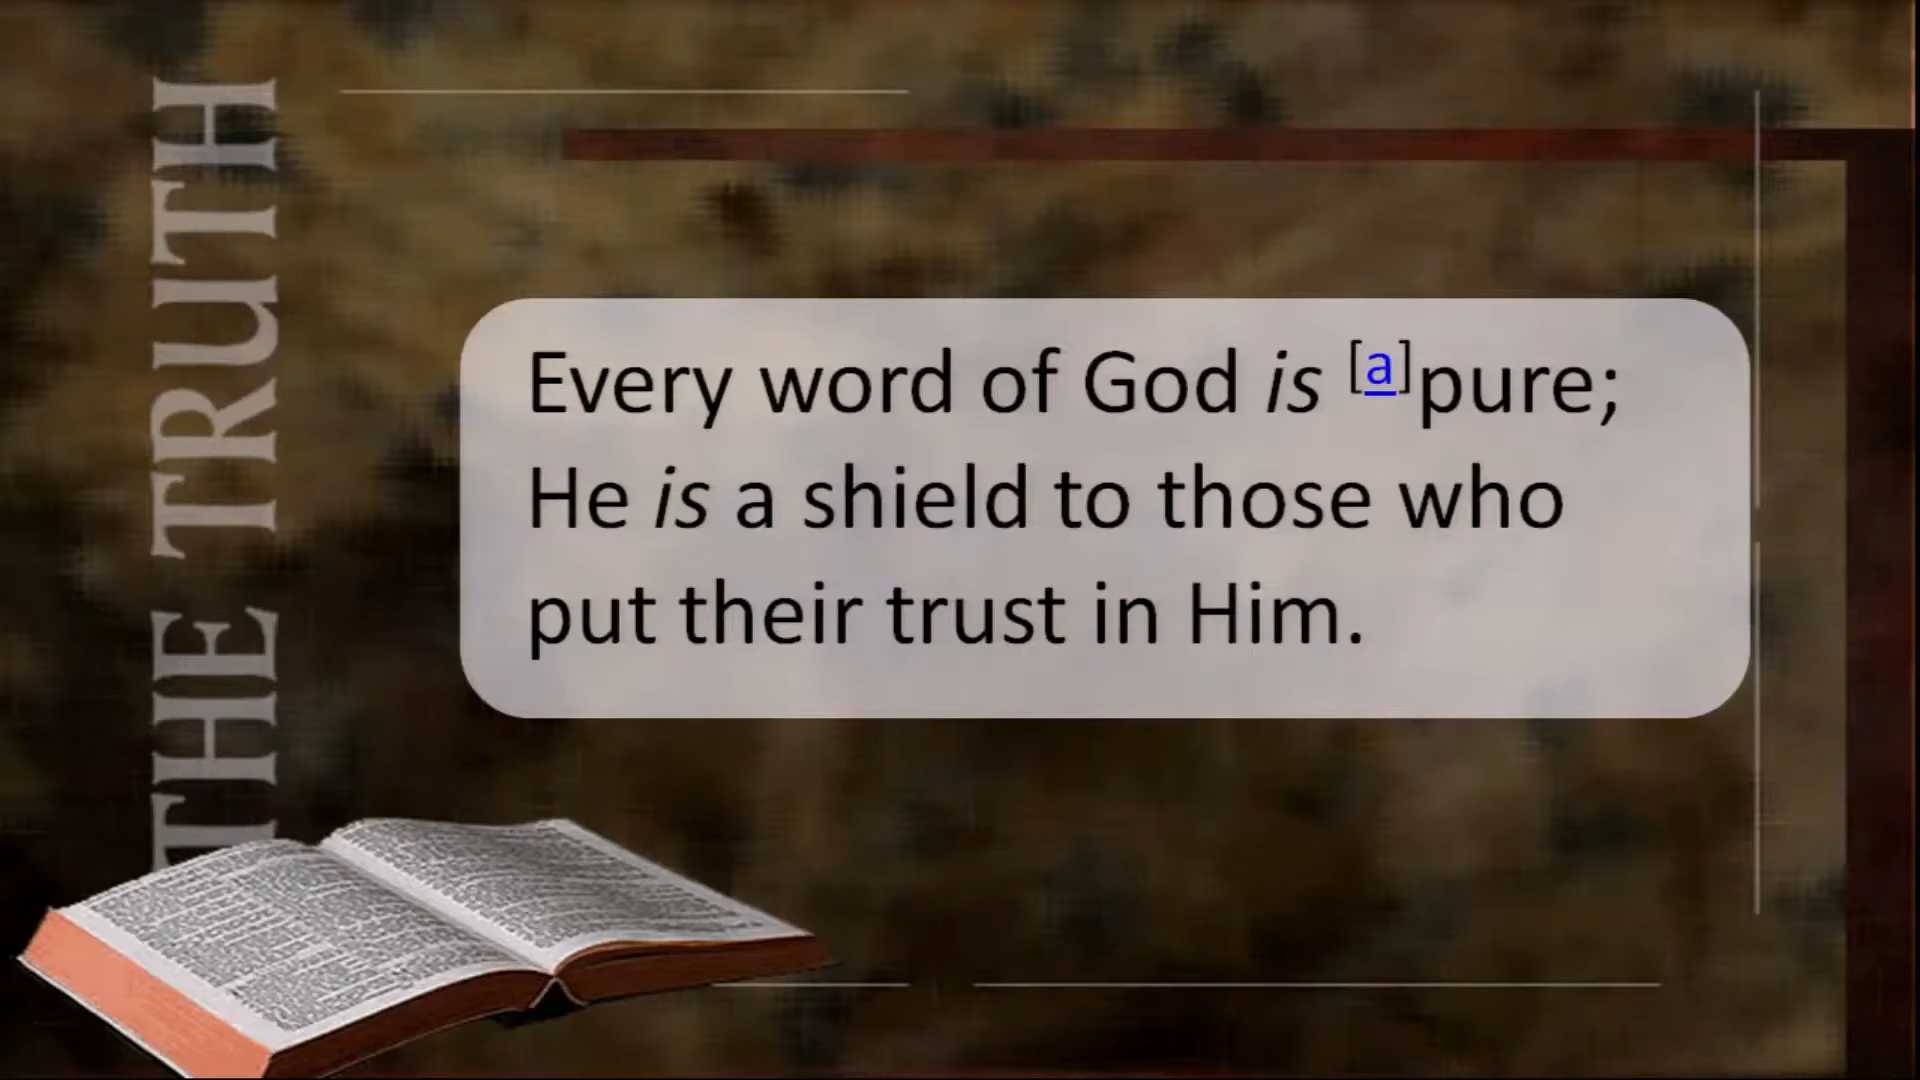 THE TRUTH
Every word of God is [a]pure;
He is a shield to those who
put their trust in Him.